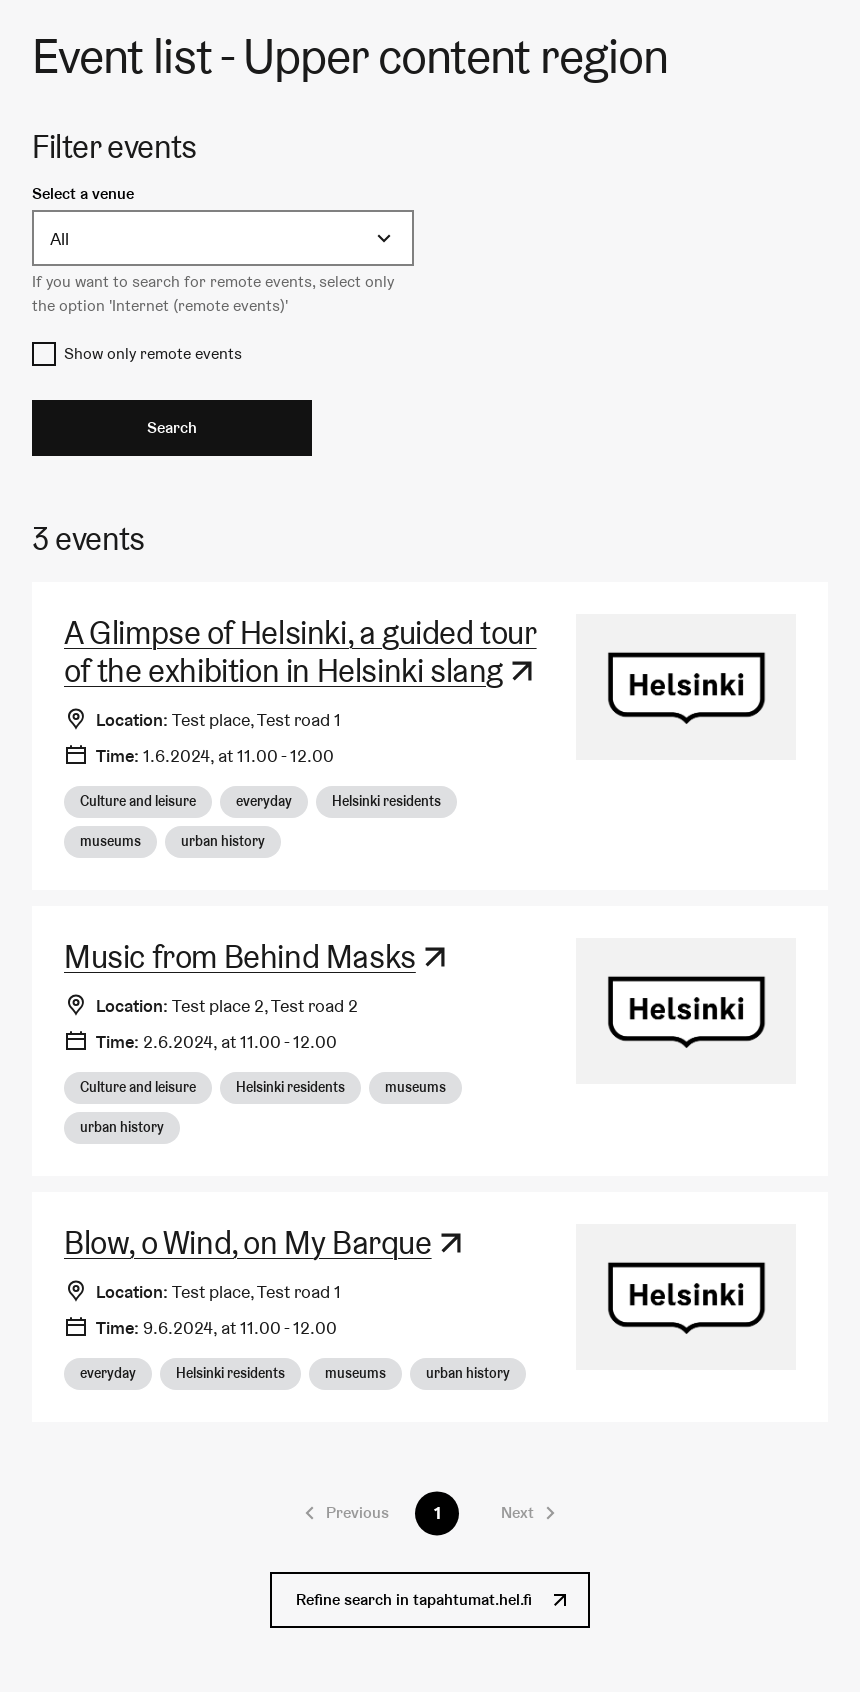 Event list - Upper content region
Filter events
Select a venue
All
If you want to search for remote events, select only
the option 'Internet (remote events)'
Show only remote events
Search
3 events
A Glimpse of Helsinki, a guided tour
of the exhibition in Helsinki slang
Helsinki
Location: Test place, Test road 1
Time: 1.6.2024, at 11.00 - 12.00
Culture and leisure everyday Helsinki residents
museums urban history
Music from Behind Masks
Helsinki
Location: Test place 2, Test road 2
Time: 2.6.2024, at 11.00 - 12.00
Culture and leisure Helsinki residents museums
urban history
Blow, o Wind, on My Barque
Helsinki
Location: Test place, Test road 1
Time: 9.6.2024, at 11.00 - 12.00
everyday Helsinki residents museums urban history
Previous 1 Next
Refine search in tapahtumat.hel.fi